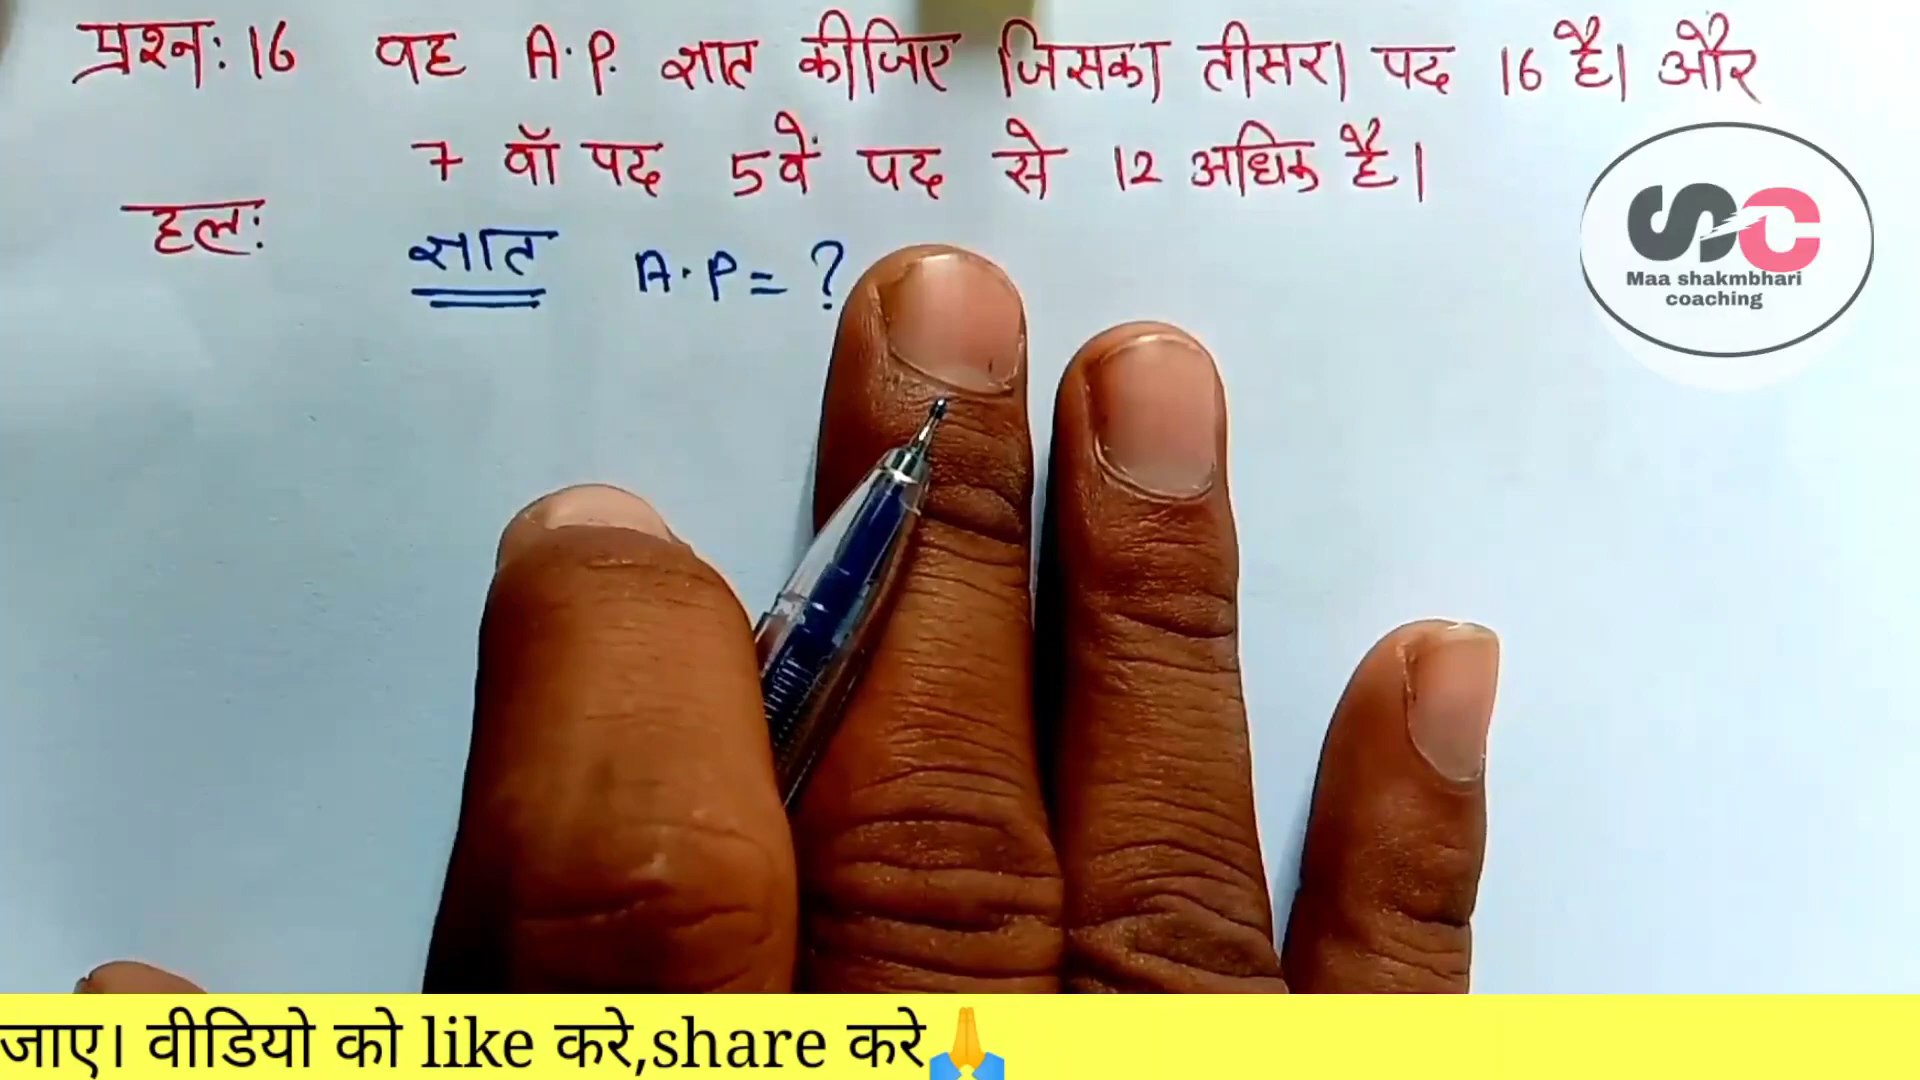 प्रश्न: 16 वह A.P. ज्ञात कीजिए जिसका तीसरा पद 16 है। और
7 वाॅ पद 5वें पद से 12 अधिक है।
हल:
ज्ञात A.P = ?
Maa shakmbhari
coaching
जाए। वीडियो को like करे,share करे🙏